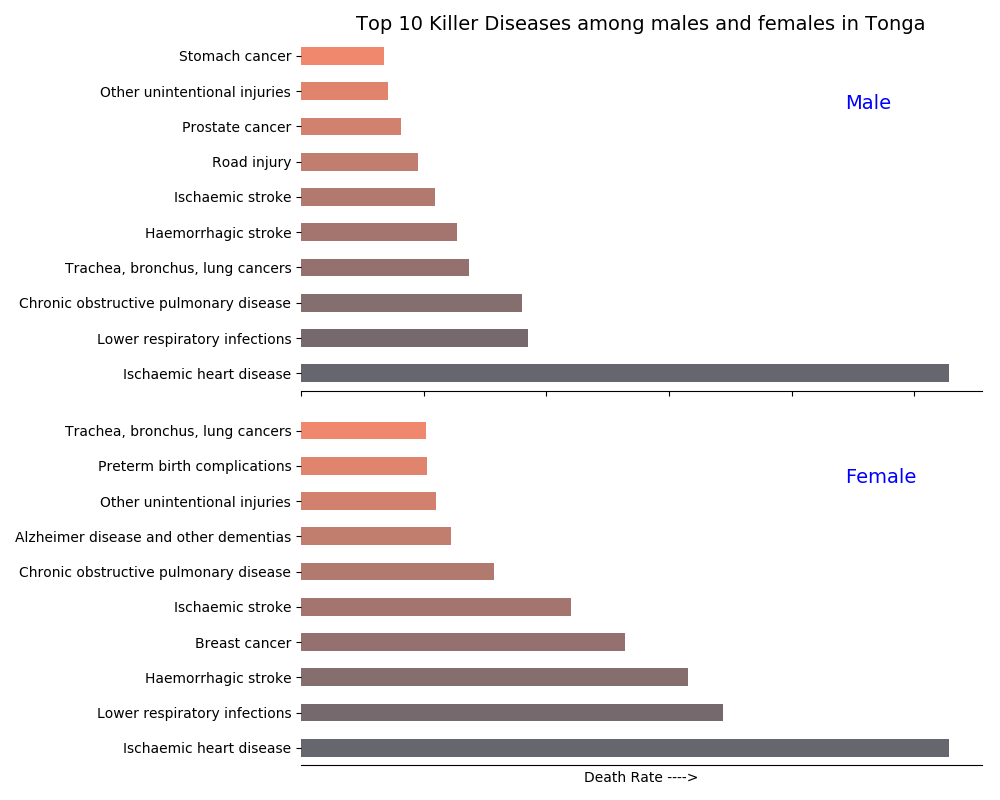 Top 10 Killer Diseases among males and females in Tonga
Stomach cancer
Other unintentional injuries
Male
Prostate cancer
Road injury
Ischaemic stroke
Haemorrhagic stroke
Trachea, bronchus, lung cancers
Chronic obstructive pulmonary disease
Lower respiratory infections
Ischaemic heart disease
Trachea, bronchus, lung cancers
Preterm birth complications
Female
Other unintentional injuries
Alzheimer disease and other dementias
Chronic obstructive pulmonary disease
Ischaemic stroke
Breast cancer
Haemorrhagic stroke
Lower respiratory infections
Ischaemic heart disease
Death Rate ---->